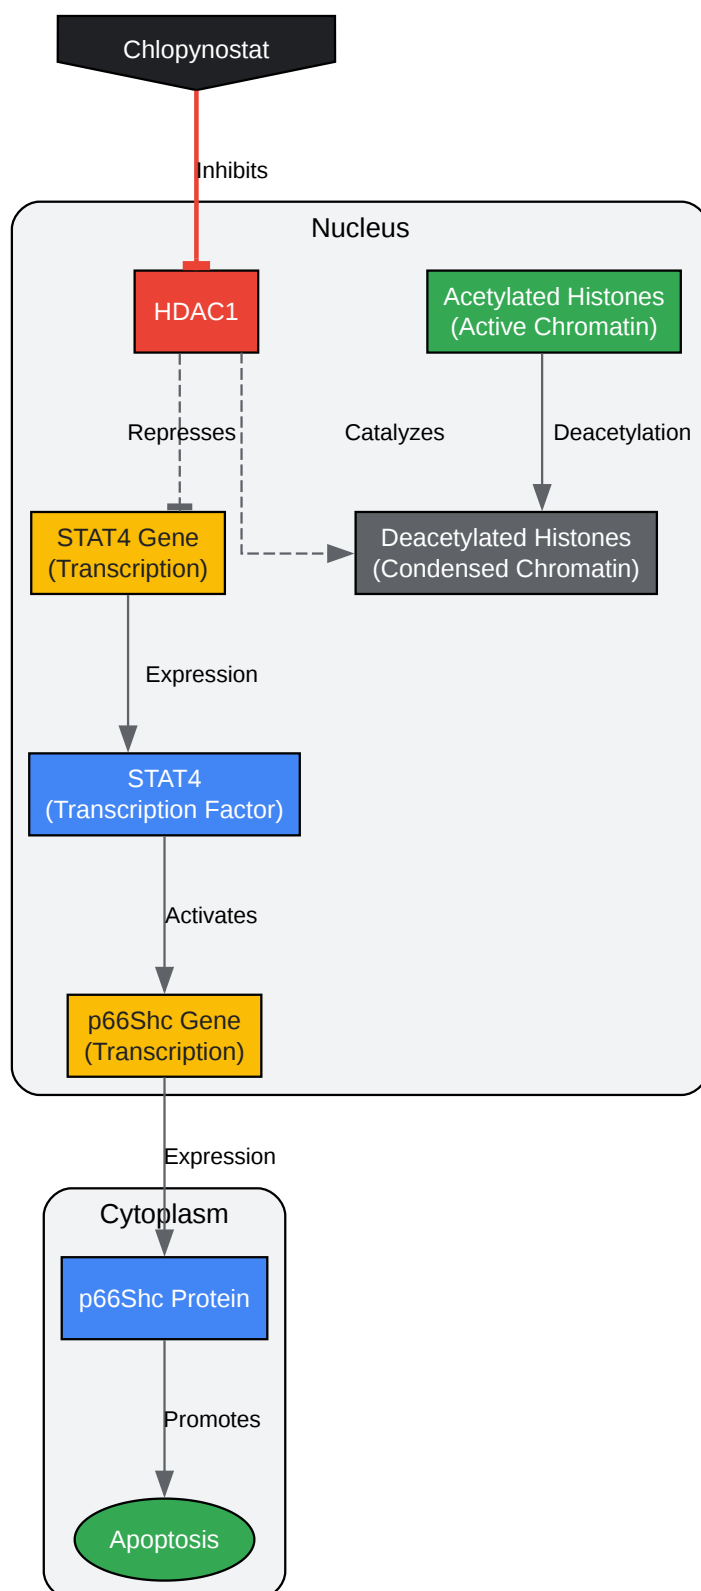 Chlopynostat
Inhibits
Nucleus
HDAC1
Acetylated Histones
(Active Chromatin)
Represses
Catalyzes
Deacetylation
STAT4 Gene
(Transcription)
Deacetylated Histones
(Condensed Chromatin)
Expression
STAT4
(Transcription Factor)
Activates
p66Shc Gene
(Transcription)
Expression
Cytoplasm
p66Shc Protein
Promotes
Apoptosis